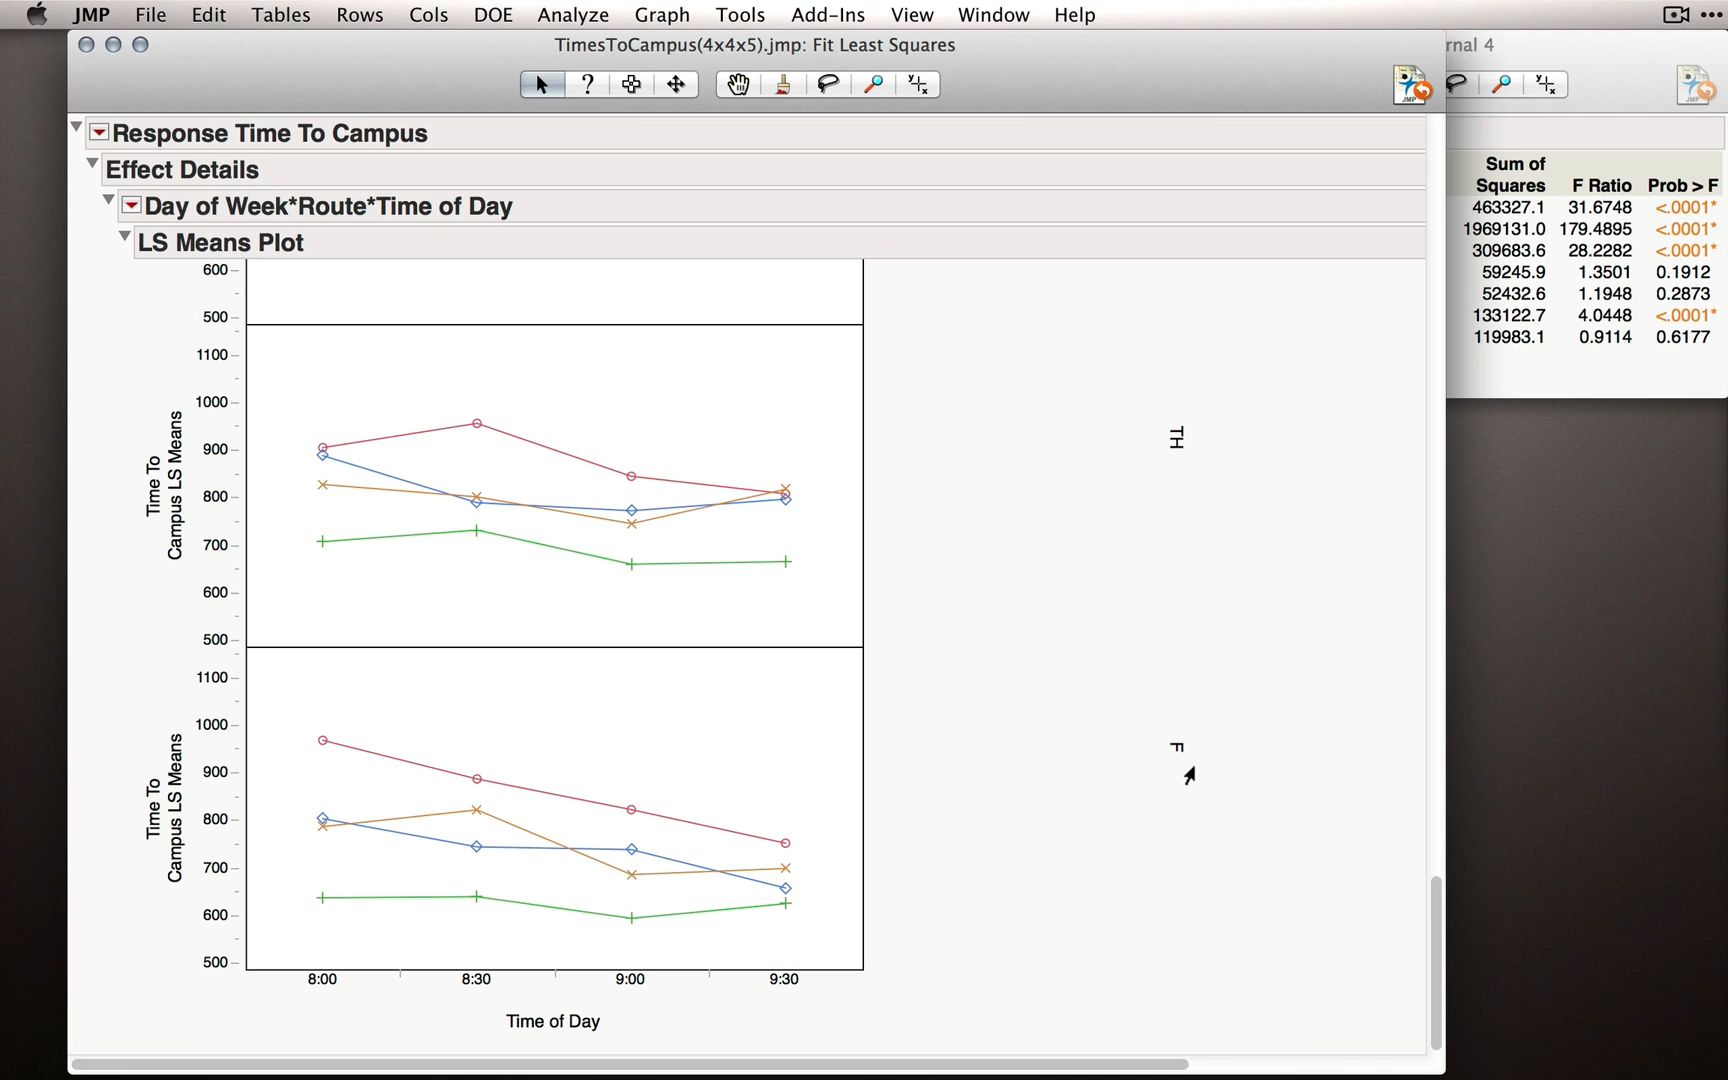 JMP File Edit Tables Rows Cols DOE Analyze Graph Tools Add-Ins View Window Help
TimesToCampus(4x4x5).jmp: Fit Least Squares
rnal 4
?
JMP
Response Time To Campus
Effect Details
Day of Week*Route*Time of Day
LS Means Plot
Sum of
Squares F Ratio Prob > F
463327.1 31.6748 <.0001*
1969131.0 179.4895 <.0001*
309683.6 28.2282 <.0001*
59245.9 1.3501 0.1912
52432.6 1.1948 0.2873
133122.7 4.0448 <.0001*
119983.1 0.9114 0.6177
600
500
1100
1000
900
800
700
600
500
Time To
Campus LS Means
TH
1100
1000
900
800
700
600
500
Time To
Campus LS Means
F
8:00 8:30 9:00 9:30
Time of Day